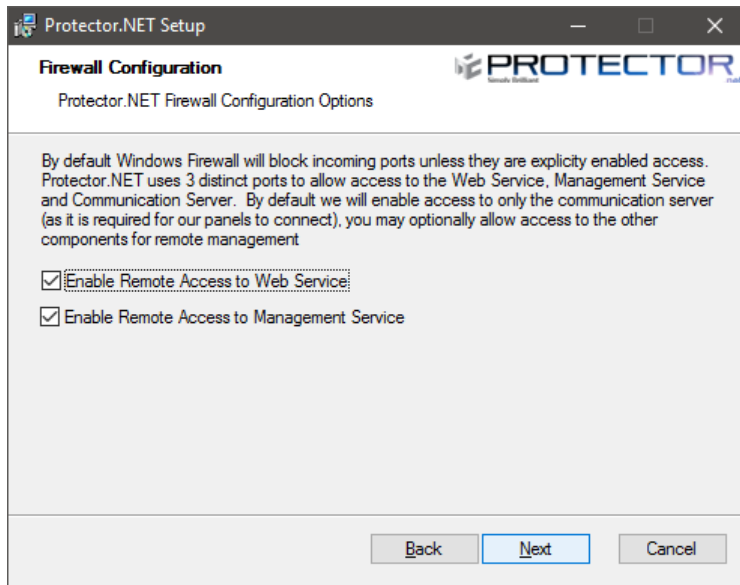 Protector.NET Setup
Firewall Configuration
PROTECTOR
Simply Brilliant
.net
Protector.NET Firewall Configuration Options
By default Windows Firewall will block incoming ports unless they are explicity enabled access.
Protector.NET uses 3 distinct ports to allow access to the Web Service, Management Service
and Communication Server.  By default we will enable access to only the communication server
(as it is required for our panels to connect), you may optionally allow access to the other
components for remote management
Enable Remote Access to Web Service
Enable Remote Access to Management Service
Back
Next
Cancel